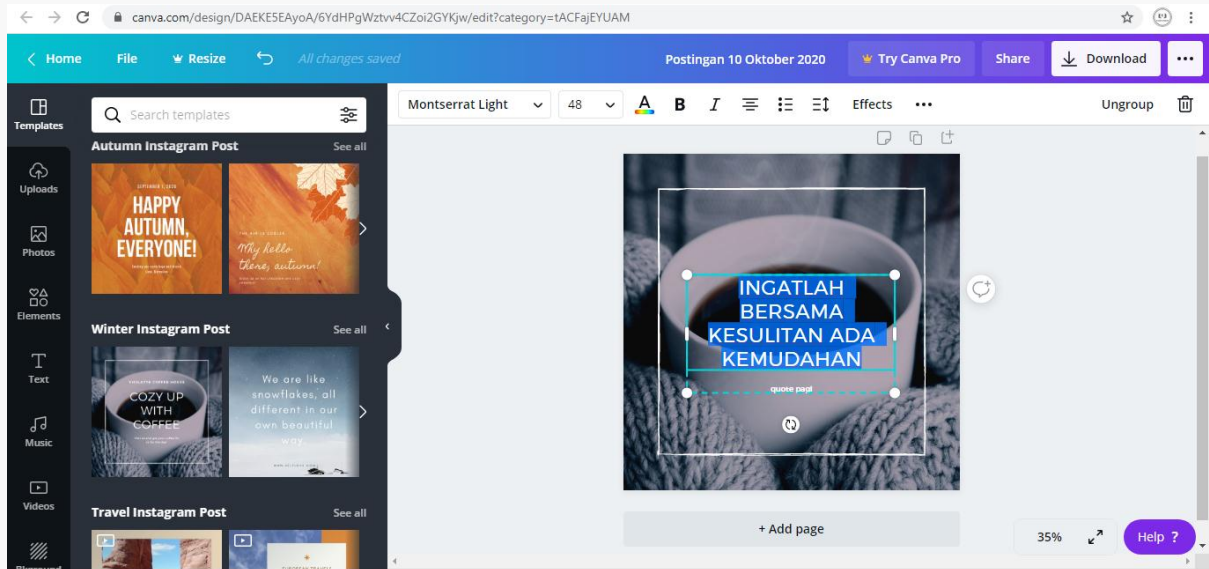 canva.com/design/DAEKE5EAyoA/6YdHPgWztvv4CZoi2GYKjw/edit?category=tACFajEYUAM
Home File Resize All changes saved Postingan 10 Oktober 2020 Try Canva Pro Share Download
Templates
Uploads
Photos
Elements
Text
Music
Videos
Search templates
Autumn Instagram Post See all
SEPTEMBER 1, 2020
HAPPY
AUTUMN,
EVERYONE!
Why hello
there, autumn!
Winter Instagram Post See all
COZY UP
WITH
COFFEE
We are like
snowflakes, all
different in our
own beautiful
way.
Travel Instagram Post See all
Montserrat Light 48 A B I Effects Ungroup
INGATLAH
BERSAMA
KESULITAN ADA
KEMUDAHAN
quote pagi
+ Add page
35%
Help ?